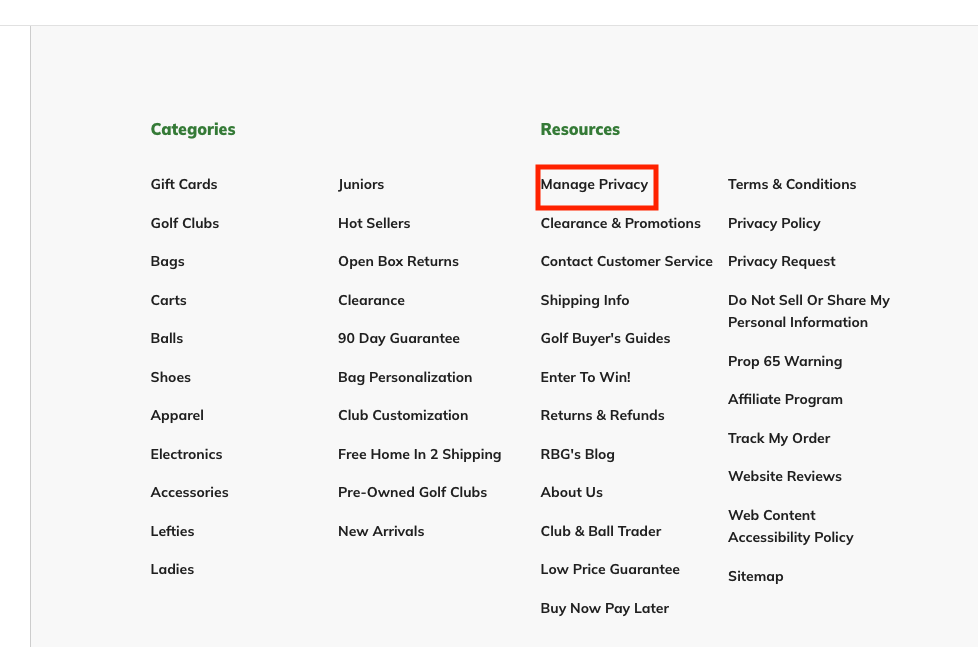 Categories
Gift Cards
Golf Clubs
Bags
Carts
Balls
Shoes
Apparel
Electronics
Accessories
Lefties
Ladies
Juniors
Hot Sellers
Open Box Returns
Clearance
90 Day Guarantee
Bag Personalization
Club Customization
Free Home In 2 Shipping
Pre-Owned Golf Clubs
New Arrivals
Resources
Manage Privacy
Clearance & Promotions
Contact Customer Service
Shipping Info
Golf Buyer's Guides
Enter To Win!
Returns & Refunds
RBG's Blog
About Us
Club & Ball Trader
Low Price Guarantee
Buy Now Pay Later
Terms & Conditions
Privacy Policy
Privacy Request
Do Not Sell Or Share My
Personal Information
Prop 65 Warning
Affiliate Program
Track My Order
Website Reviews
Web Content
Accessibility Policy
Sitemap